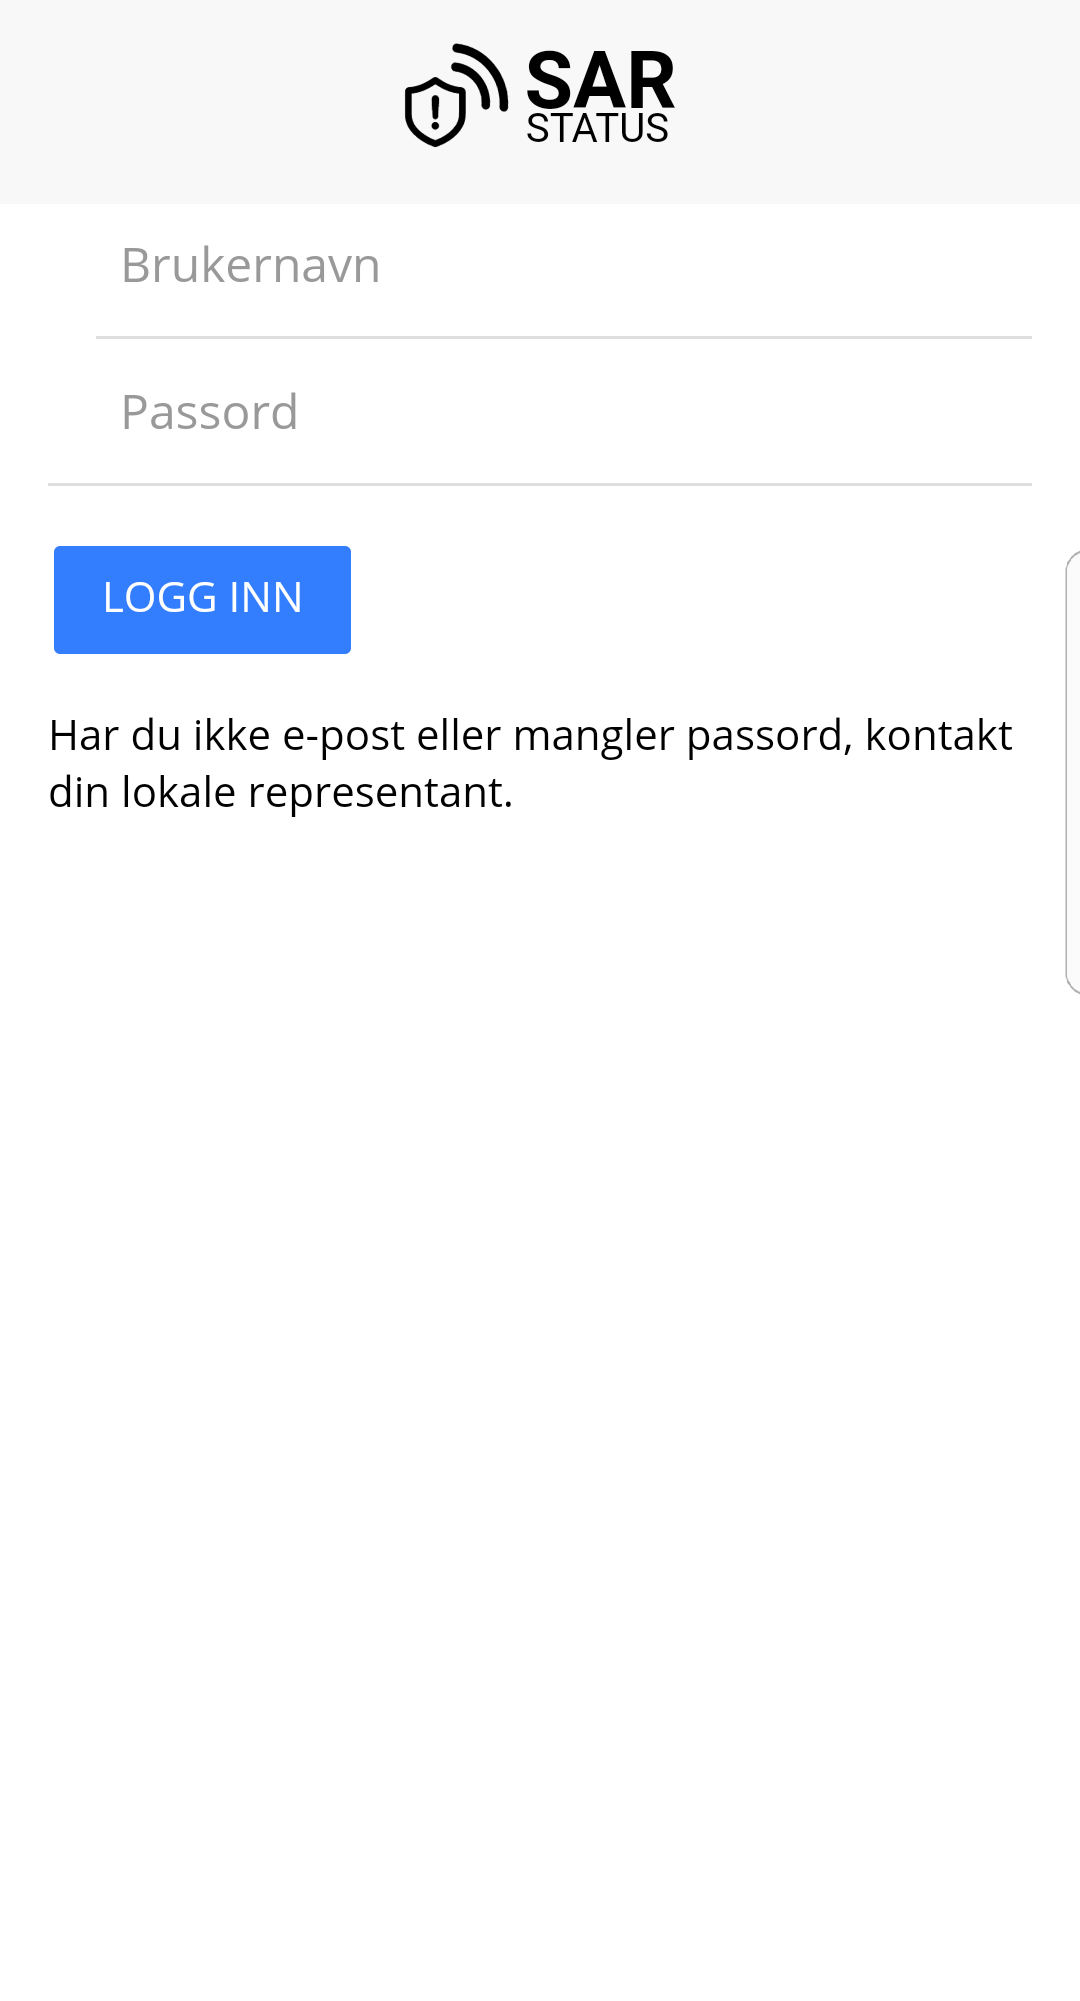 SAR
STATUS
Brukernavn
Passord
LOGG INN
Har du ikke e-post eller mangler passord, kontakt
din lokale representant.